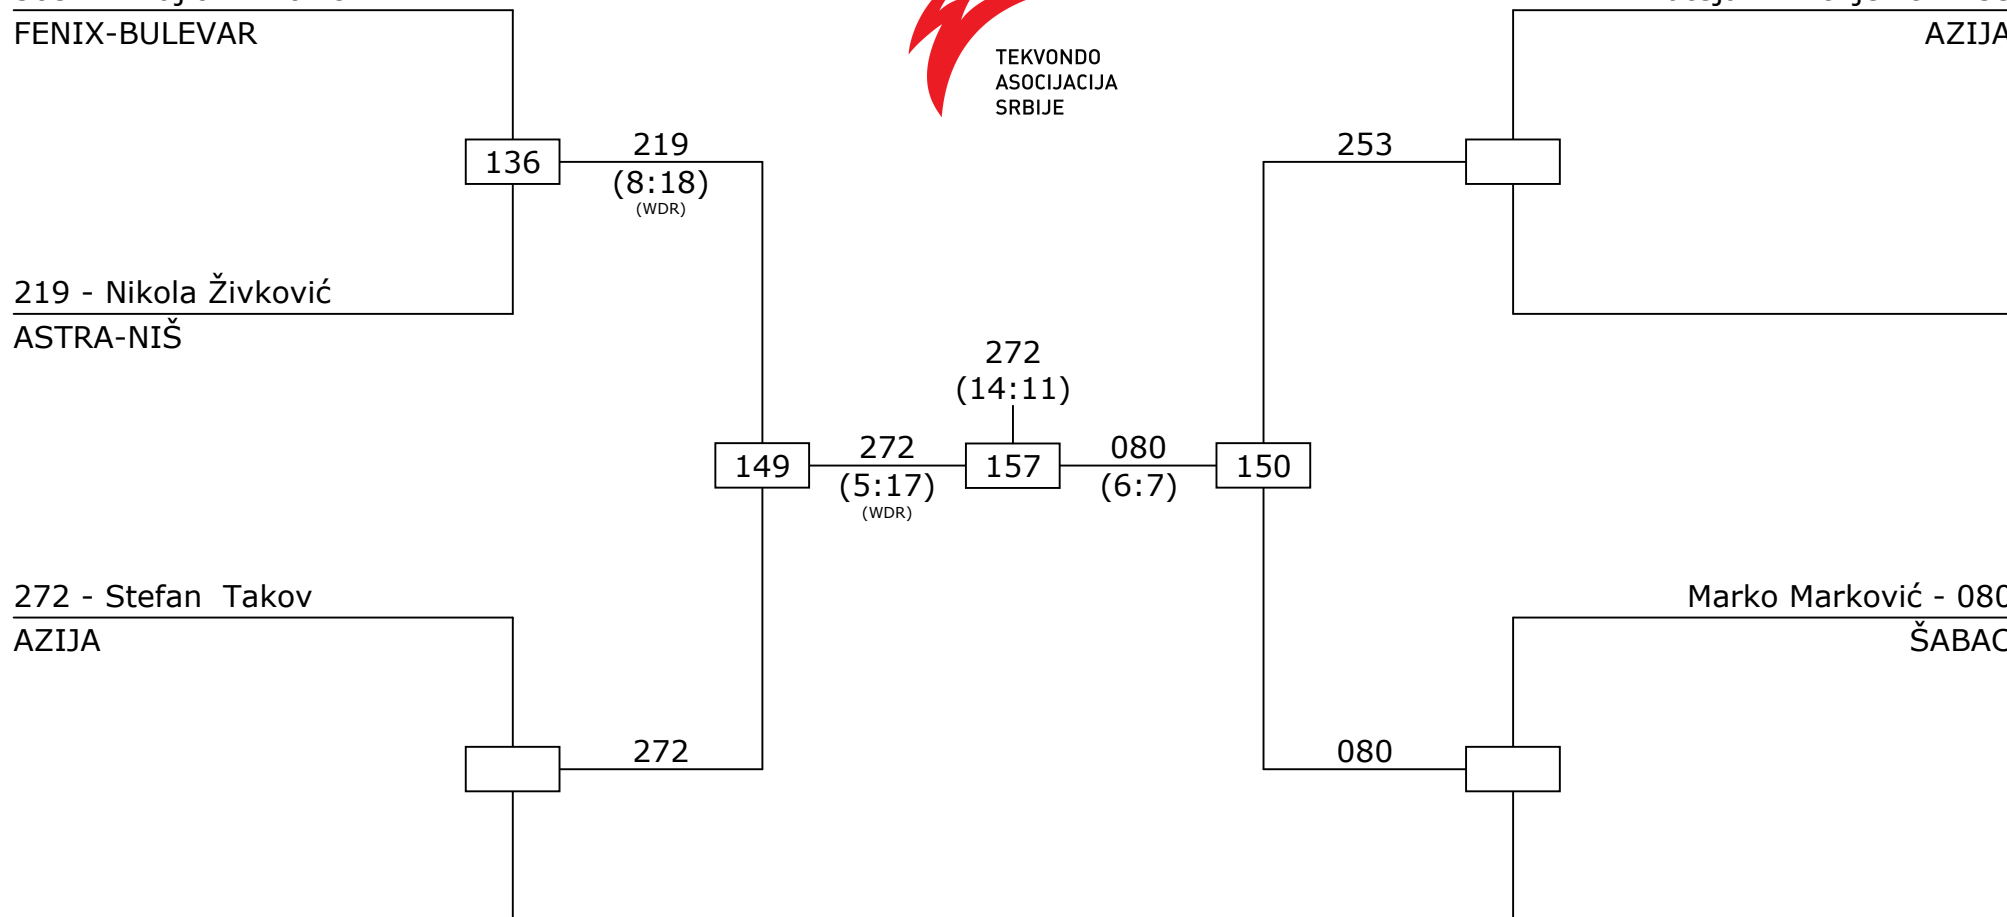 FENIX-BULEVAR
AZIJA
TEKVONDO
ASOCIJACIJA
SRBIJE
136
219
(8:18)
(WDR)
253
219 - Nikola Živković
ASTRA-NIŠ
272
(14:11)
149
272
(5:17)
(WDR)
157
080
(6:7)
150
272 - Stefan  Takov
AZIJA
Marko Marković - 080
ŠABAC
272
080